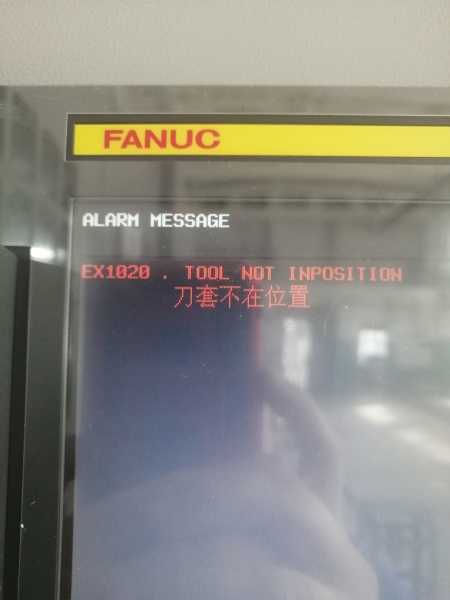 FANUC
ALARM MESSAGE
EX1020 . TOOL NOT INPOSITION
刀套不在位置